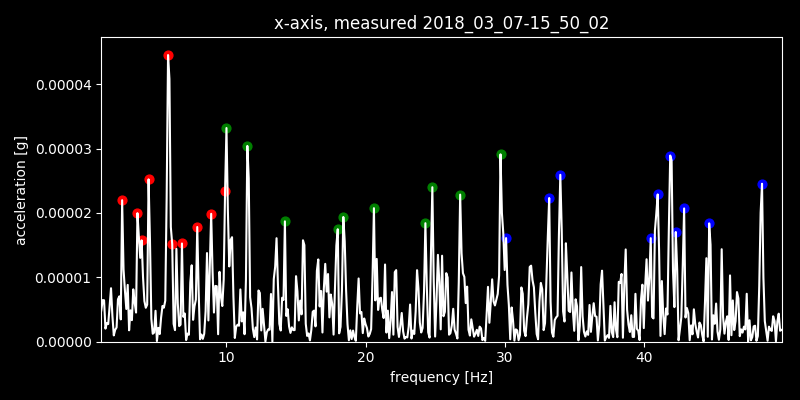 x-axis, measured 2018_03_07-15_50_02
0.00004
0.00003
0.00002
0.00001
0.00000
acceleration [g]
10 20 30 40
frequency [Hz]